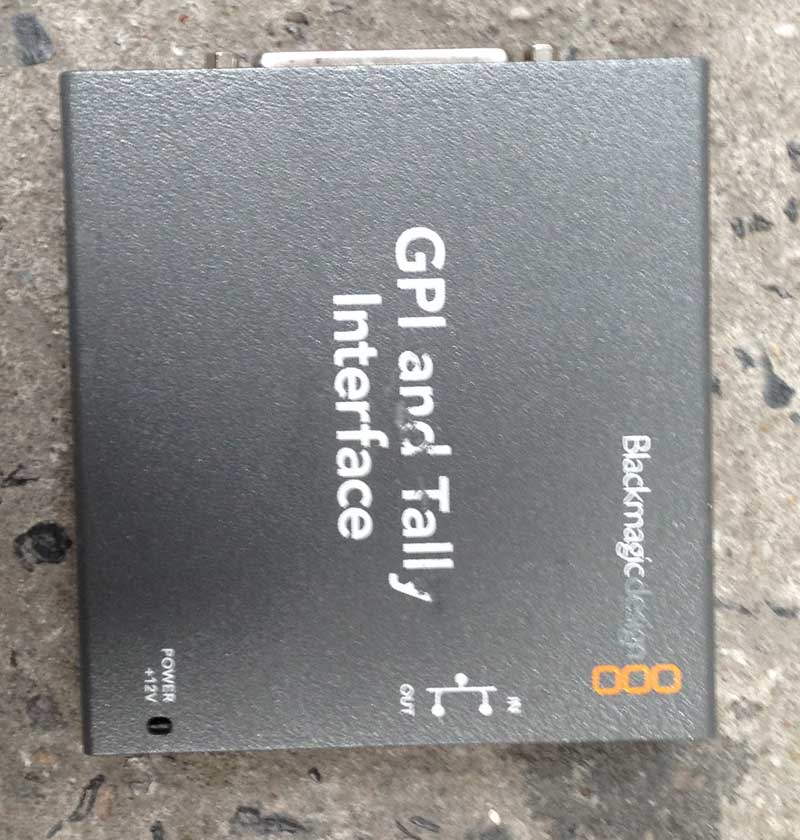 Blackmagicdesign
GPI and Tally
Interface
IN
OUT
POWER
+12V